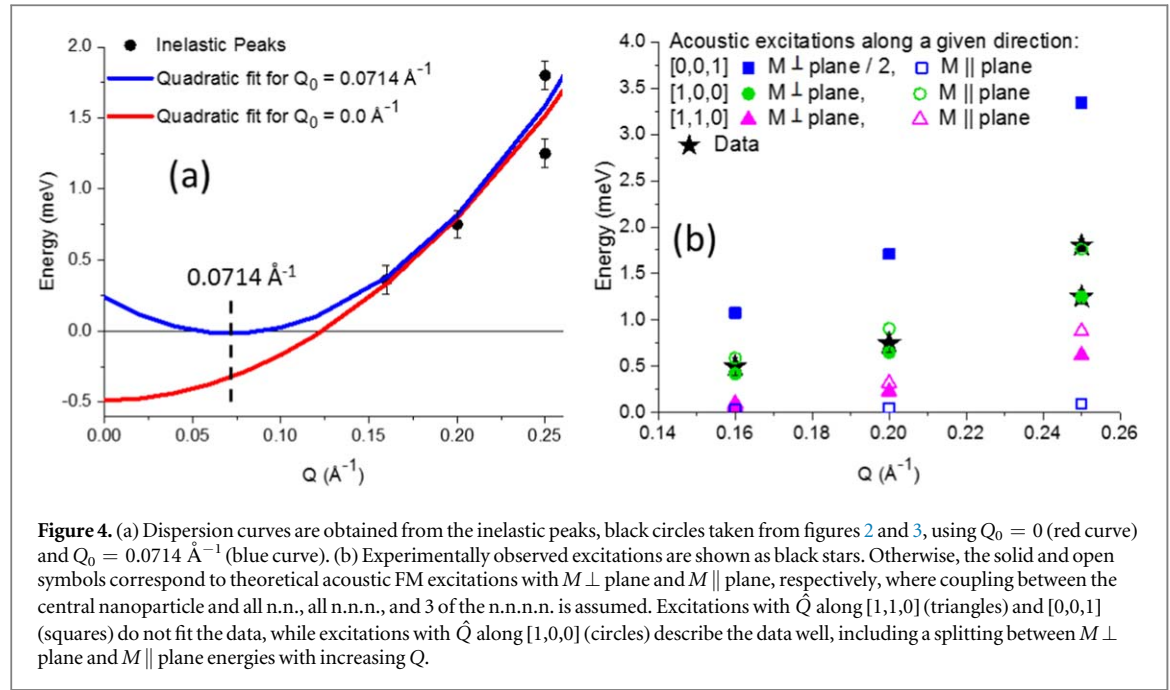 Inelastic Peaks
Quadratic fit for Q₀ = 0.0714 Å⁻¹
Quadratic fit for Q₀ = 0.0 Å⁻¹
(a)
0.0714 Å⁻¹
2.0
1.5
1.0
0.5
0.0
-0.5
Energy (meV)
0.00 0.05 0.10 0.15 0.20 0.25
Q (Å⁻¹)
Acoustic excitations along a given direction:
[0,0,1] M ⊥ plane / 2, M || plane
[1,0,0] M ⊥ plane, M || plane
[1,1,0] M ⊥ plane, M || plane
Data
(b)
4.0
3.5
3.0
2.5
2.0
1.5
1.0
0.5
0.0
Energy (meV)
0.14 0.16 0.18 0.20 0.22 0.24 0.26
Q (Å⁻¹)
Figure 4. (a) Dispersion curves are obtained from the inelastic peaks, black circles taken from figures 2 and 3, using Q₀ = 0 (red curve)
and Q₀ = 0.0714 Å⁻¹ (blue curve). (b) Experimentally observed excitations are shown as black stars. Otherwise, the solid and open
symbols correspond to theoretical acoustic FM excitations with M ⊥ plane and M || plane, respectively, where coupling between the
central nanoparticle and all n.n., all n.n.n., and 3 of the n.n.n.n. is assumed. Excitations with Q̂ along [1,1,0] (triangles) and [0,0,1]
(squares) do not fit the data, while excitations with Q̂ along [1,0,0] (circles) describe the data well, including a splitting between M ⊥
plane and M || plane energies with increasing Q.